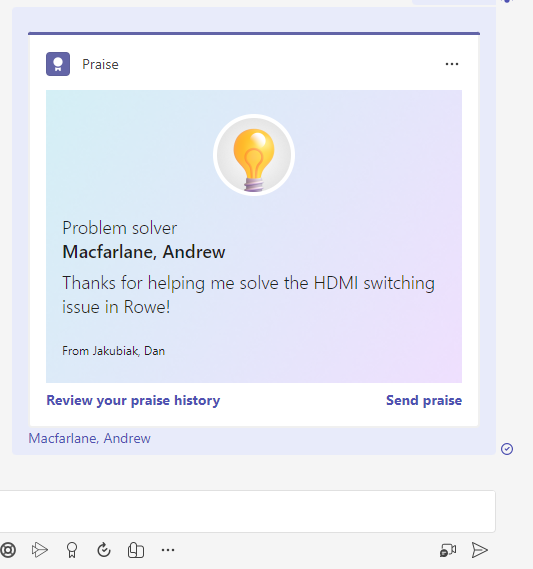 Praise
Problem solver
Macfarlane, Andrew
Thanks for helping me solve the HDMI switching
issue in Rowe!
From Jakubiak, Dan
Review your praise history
Send praise
Macfarlane, Andrew